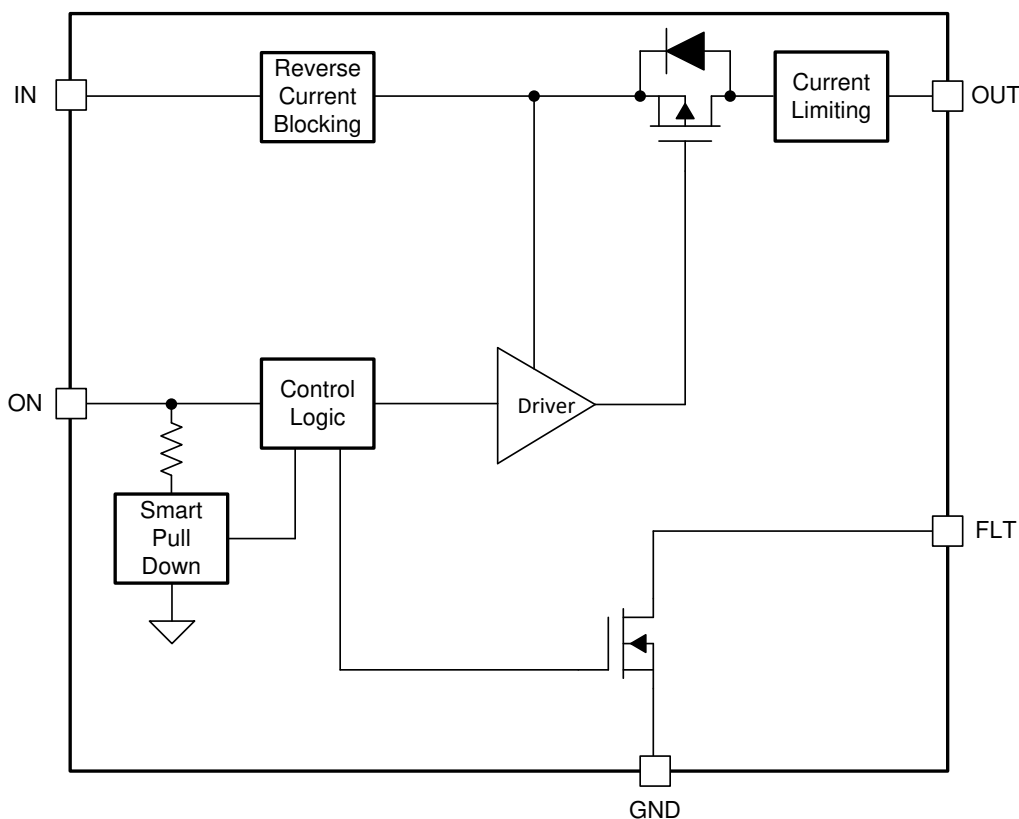 IN
Reverse
Current
Blocking
Current
Limiting
OUT
ON
Control
Logic
Driver
Smart
Pull
Down
FLT
GND